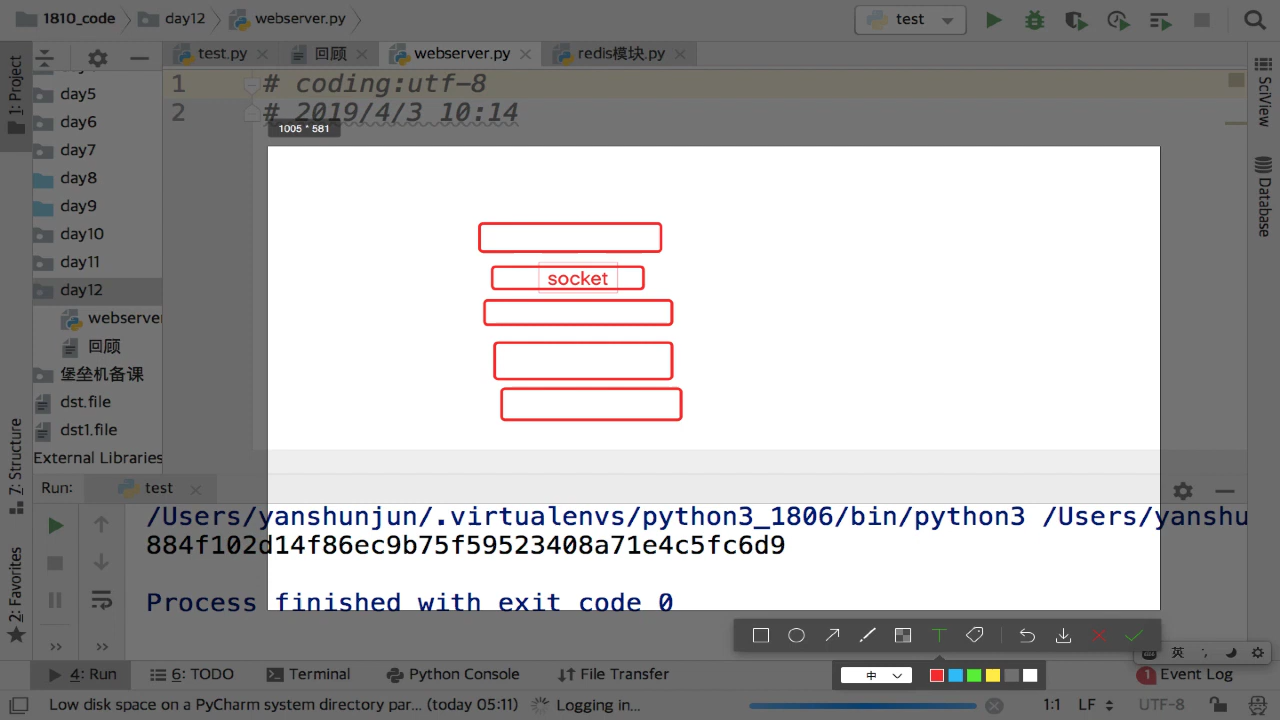 1810_code day12 webserver.py test
test.py 回顾 webserver.py redis模块.py
1 # coding:utf-8
2 # 2019/4/3 10:14
1005 * 581
1: Project
day6
day7
day8
day9
day10
day11
day12
webserver
回顾
堡垒机备课
dst.file
dst1.file
External Libraries
day5
socket
SciView
Database
7: Structure
2: Favorites
Run: test
/Users/yanshunjun/.virtualenvs/python3_1806/bin/python3 /Users/yanshu
884f102d14f86ec9b75f59523408a71e4c5fc6d9
Process finished with exit code 0
T
中
英
4: Run 6: TODO Terminal Python Console File Transfer 1 Event Log
Low disk space on a PyCharm system directory par... (today 05:11) Logging in... 1:1 LF UTF-8